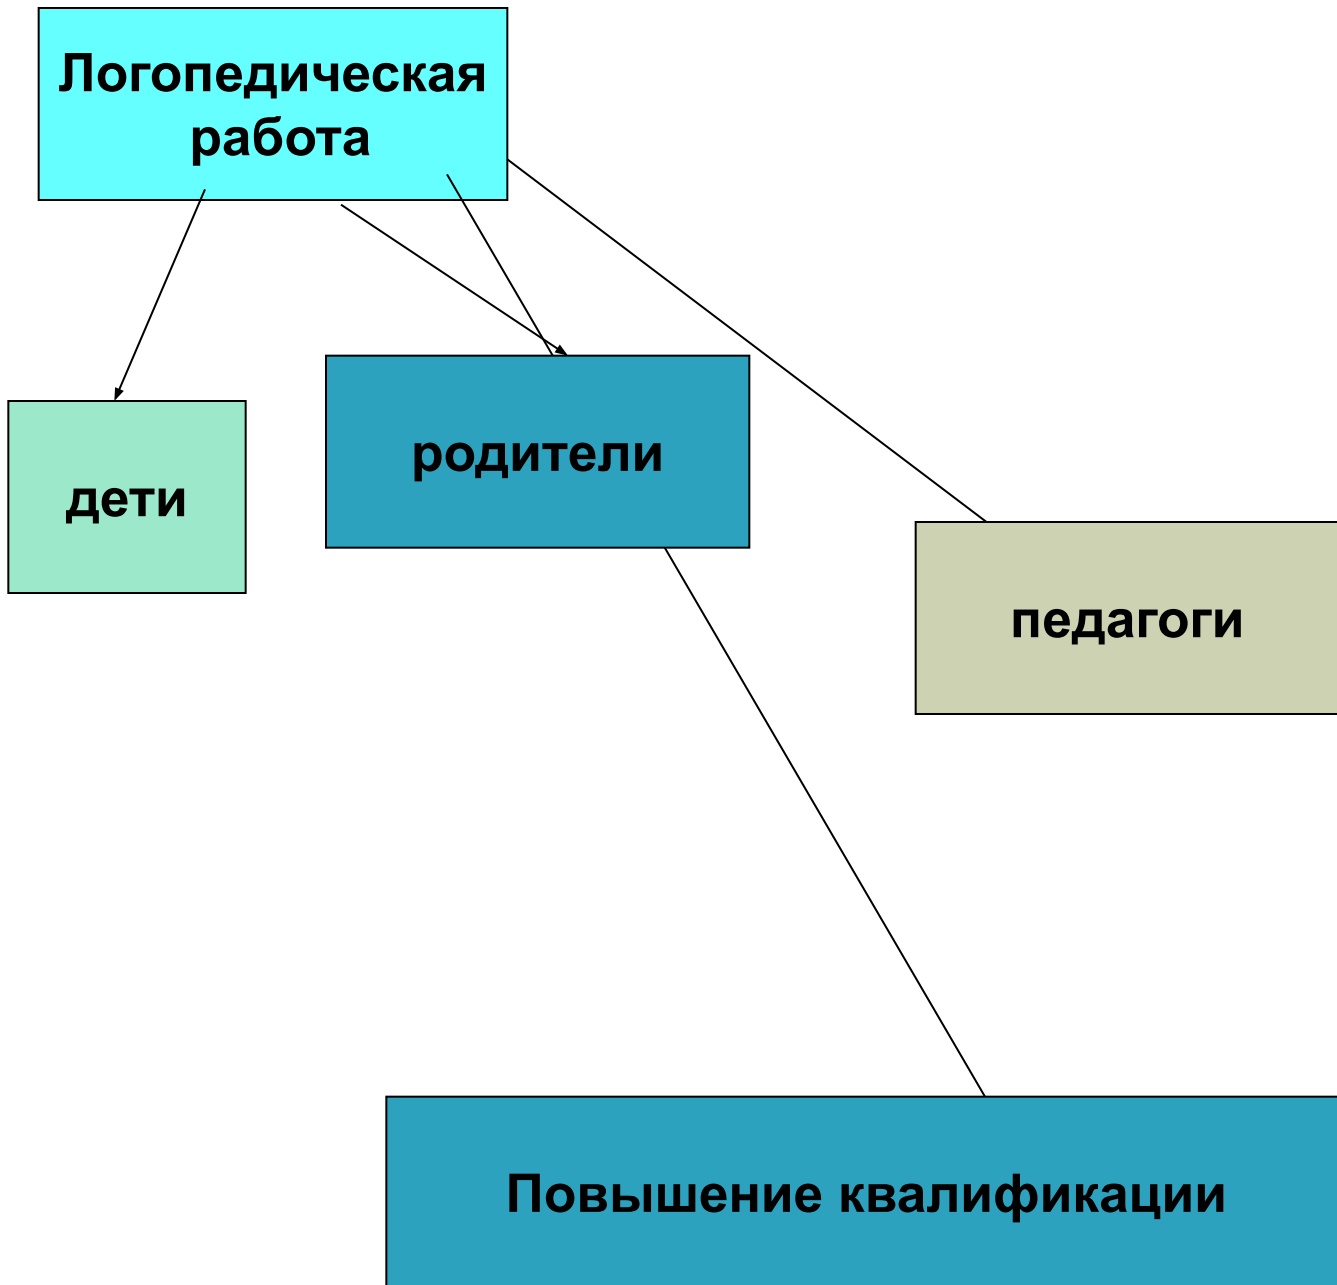 Логопедическая
работа
родители
дети
педагоги
Повышение квалификации